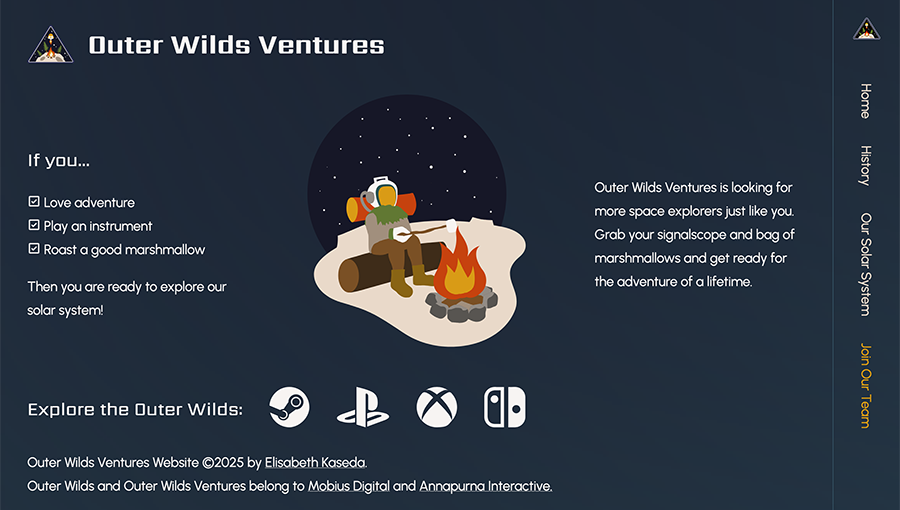 Outer Wilds Ventures
If you...
Love adventure
Play an instrument
Roast a good marshmallow
Then you are ready to explore our
solar system!
Outer Wilds Ventures is looking for
more space explorers just like you.
Grab your signalscope and bag of
marshmallows and get ready for
the adventure of a lifetime.
Explore the Outer Wilds:
Outer Wilds Ventures Website ©2025 by Elisabeth Kaseda.
Outer Wilds and Outer Wilds Ventures belong to Mobius Digital and Annapurna Interactive.
Home
History
Our Solar System
Join Our Team